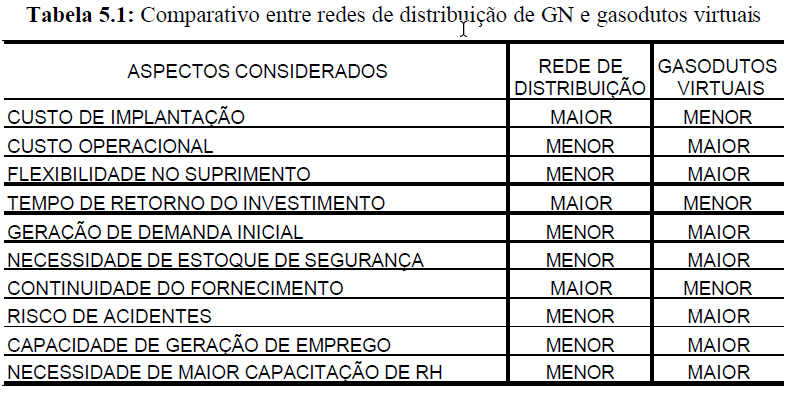 Tabela 5.1: Comparativo entre redes de distribuição de GN e gasodutos virtuais
ASPECTOS CONSIDERADOS REDE DE DISTRIBUIÇÃO GASODUTOS VIRTUAIS
CUSTO DE IMPLANTAÇÃO MAIOR MENOR
CUSTO OPERACIONAL MENOR MAIOR
FLEXIBILIDADE NO SUPRIMENTO MENOR MAIOR
TEMPO DE RETORNO DO INVESTIMENTO MAIOR MENOR
GERAÇÃO DE DEMANDA INICIAL MENOR MAIOR
NECESSIDADE DE ESTOQUE DE SEGURANÇA MENOR MAIOR
CONTINUIDADE DO FORNECIMENTO MAIOR MENOR
RISCO DE ACIDENTES MENOR MAIOR
CAPACIDADE DE GERAÇÃO DE EMPREGO MENOR MAIOR
NECESSIDADE DE MAIOR CAPACITAÇÃO DE RH MENOR MAIOR